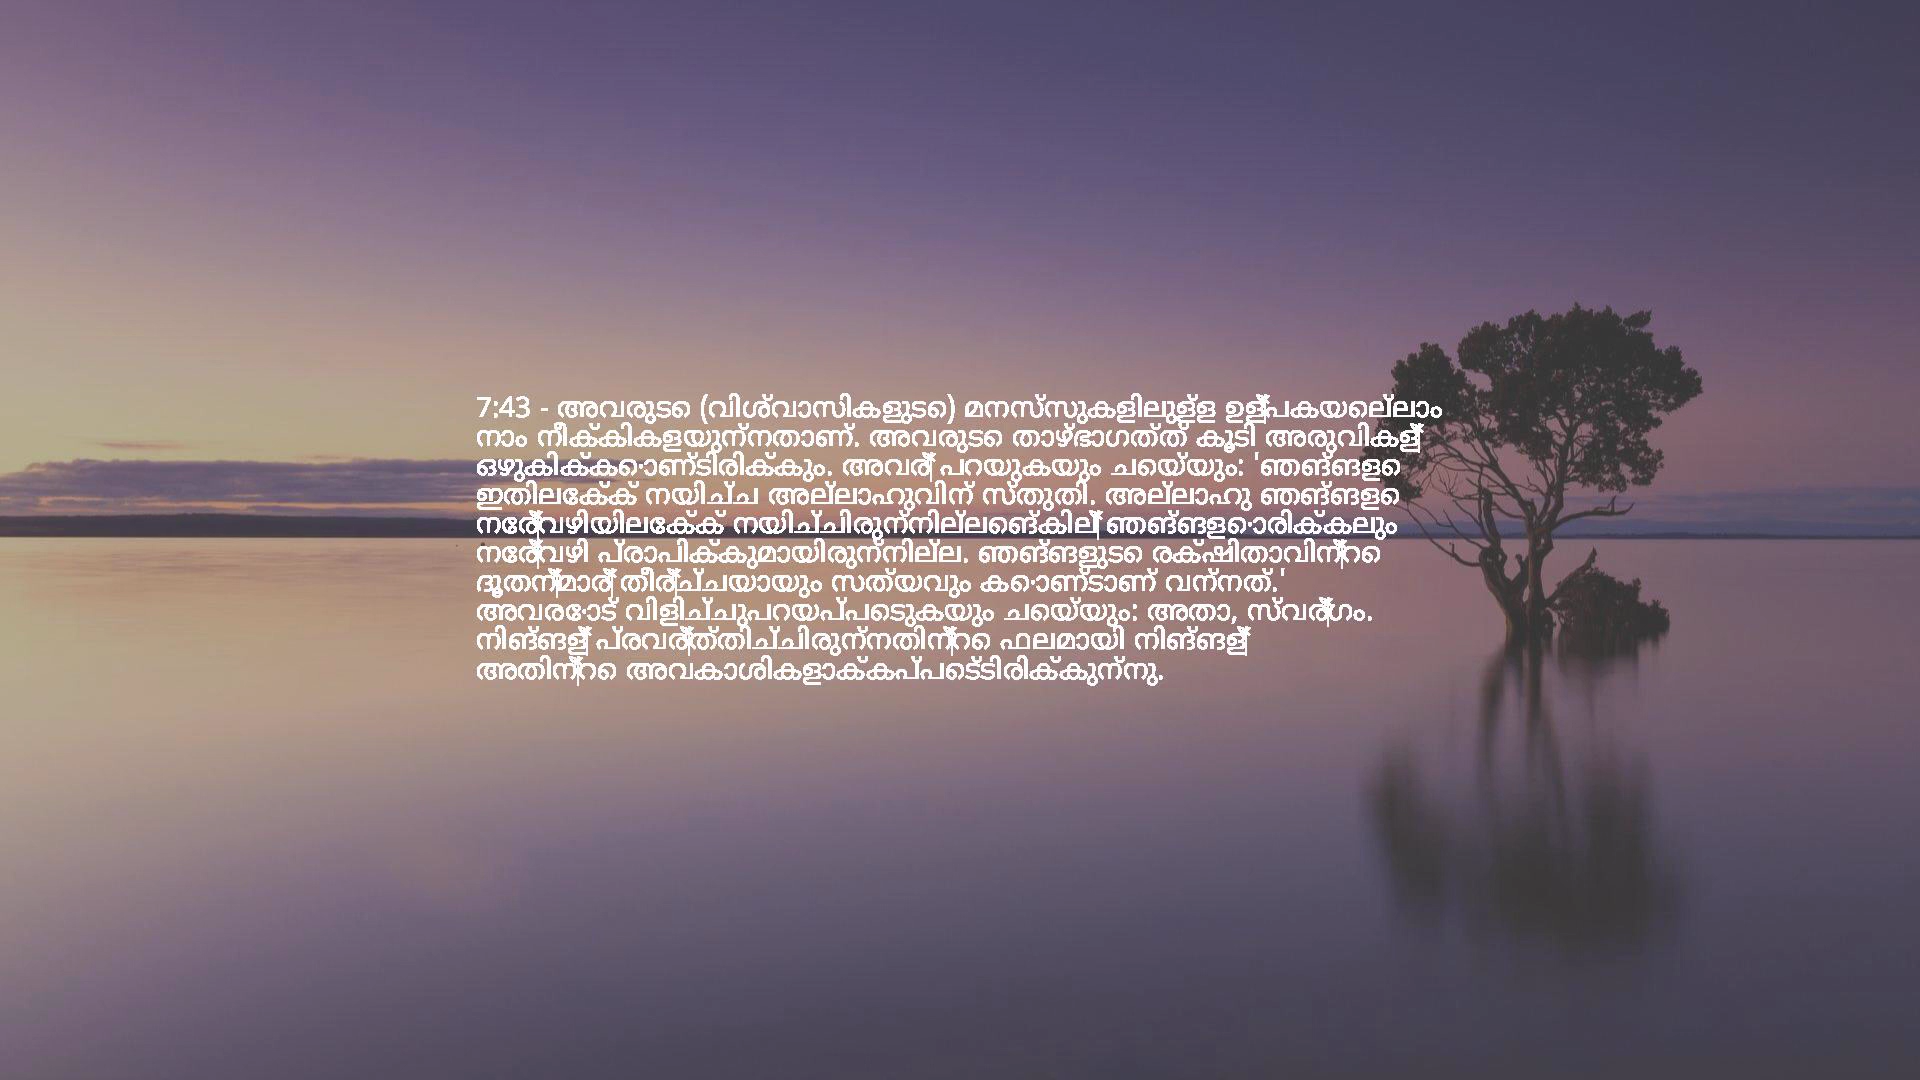 7:43 - അവരുടെ (വിശ്വാസികളുടെ) മനസ്സുകളിലുള്ള ഉള്‍പകയെല്ലാം
നാം നീക്കികളയുന്നതാണ്. അവരുടെ താഴ്ഭാഗത്ത് കൂടി അരുവികള്‍
ഒഴുകിക്കൊണ്ടിരിക്കും. അവര്‍ പറയുകയും ചെയ്യും: 'ഞങ്ങളെ
ഇതിലേക്ക് നയിച്ച അല്ലാഹുവിന് സ്തുതി. അല്ലാഹു ഞങ്ങളെ
നേര്‍വഴിയിലേക്ക് നയിച്ചിരുന്നില്ലെങ്കില്‍ ഞങ്ങളൊരിക്കലും
നേര്‍വഴി പ്രാപിക്കുമായിരുന്നില്ല. ഞങ്ങളുടെ രക്ഷിതാവിന്‍റെ
ദൂതന്‍മാര്‍ തീര്‍ച്ചയായും സത്യവും കൊണ്ടാണ് വന്നത്.'
അവരോട് വിളിച്ചുപറയപ്പെടുകയും ചെയ്യും: അതാ, സ്വര്‍ഗം.
നിങ്ങള്‍ പ്രവര്‍ത്തിച്ചിരുന്നതിന്‍റെ ഫലമായി നിങ്ങള്‍
അതിന്‍റെ അവകാശികളാക്കപ്പെട്ടിരിക്കുന്നു.